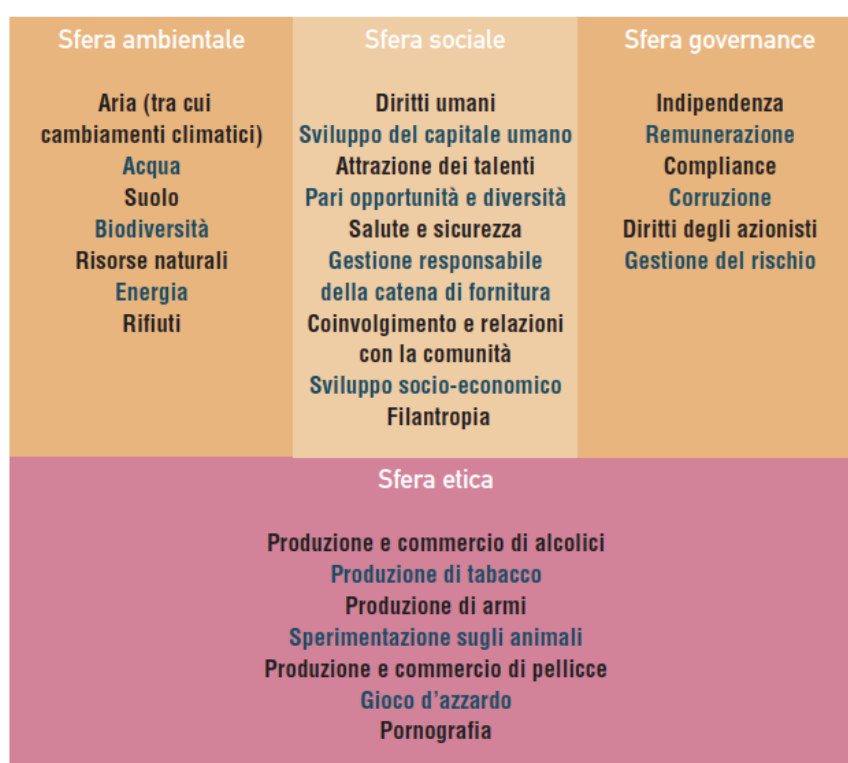 Sfera ambientale
Aria (tra cui
cambiamenti climatici)
Acqua
Suolo
Biodiversità
Risorse naturali
Energia
Rifiuti
Sfera sociale
Diritti umani
Sviluppo del capitale umano
Attrazione dei talenti
Pari opportunità e diversità
Salute e sicurezza
Gestione responsabile
della catena di fornitura
Coinvolgimento e relazioni
con la comunità
Sviluppo socio-economico
Filantropia
Sfera governance
Indipendenza
Remunerazione
Compliance
Corruzione
Diritti degli azionisti
Gestione del rischio
Sfera etica
Produzione e commercio di alcolici
Produzione di tabacco
Produzione di armi
Sperimentazione sugli animali
Produzione e commercio di pellicce
Gioco d’azzardo
Pornografia